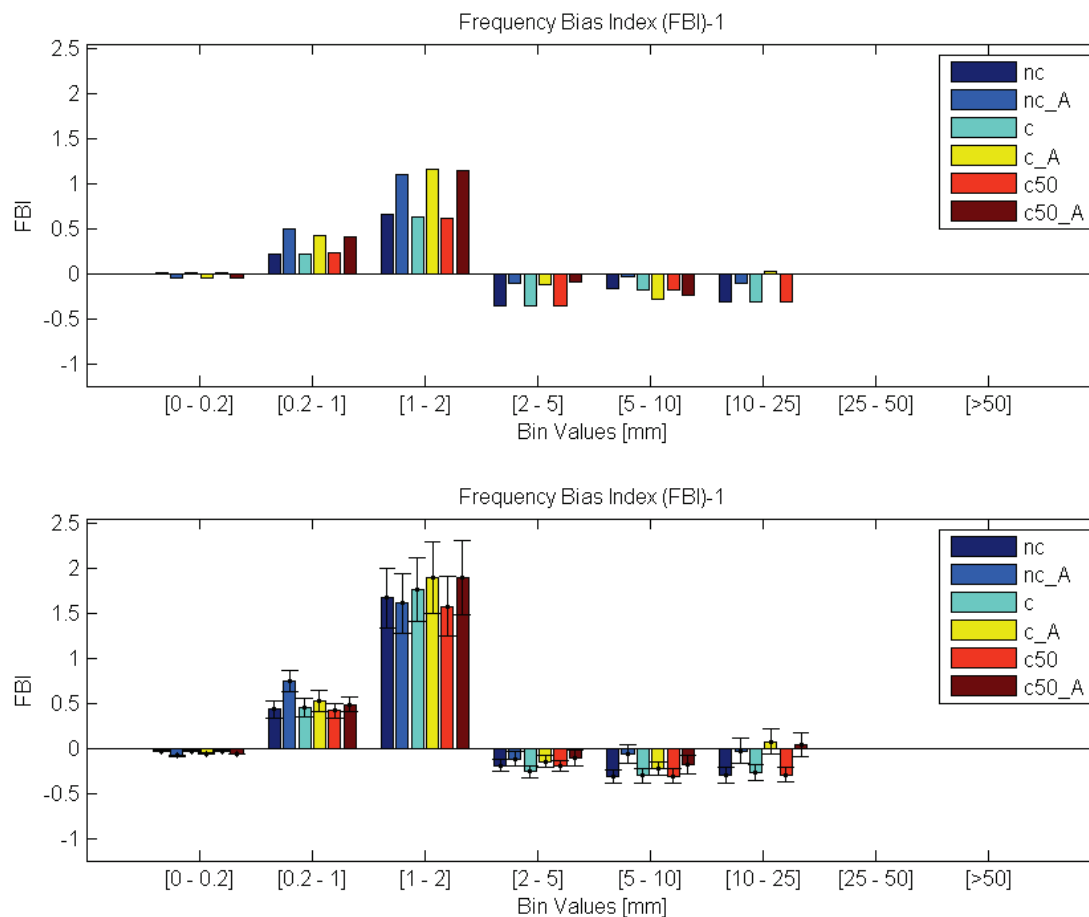 Frequency Bias Index (FBI)-1
2.5
2
1.5
1
0.5
0
-0.5
-1
FBI
nc
nc_A
c
c_A
c50
c50_A
[0 - 0.2] [0.2 - 1] [1 - 2] [2 - 5] [5 - 10] [10 - 25] [25 - 50] [>50]
Bin Values [mm]
Frequency Bias Index (FBI)-1
2.5
2
1.5
1
0.5
0
-0.5
-1
FBI
nc
nc_A
c
c_A
c50
c50_A
[0 - 0.2] [0.2 - 1] [1 - 2] [2 - 5] [5 - 10] [10 - 25] [25 - 50] [>50]
Bin Values [mm]